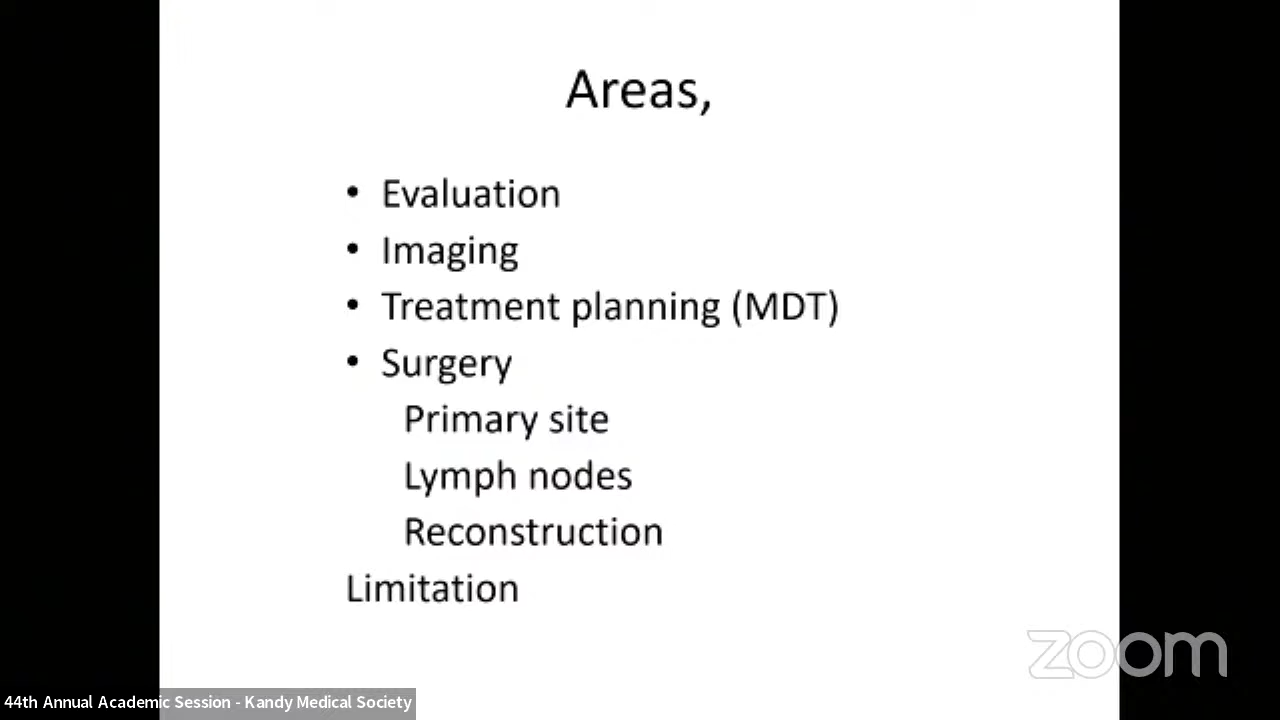 Areas,
• Evaluation
• Imaging
• Treatment planning (MDT)
• Surgery
Primary site
Lymph nodes
Reconstruction
Limitation
zoom
44th Annual Academic Session - Kandy Medical Society